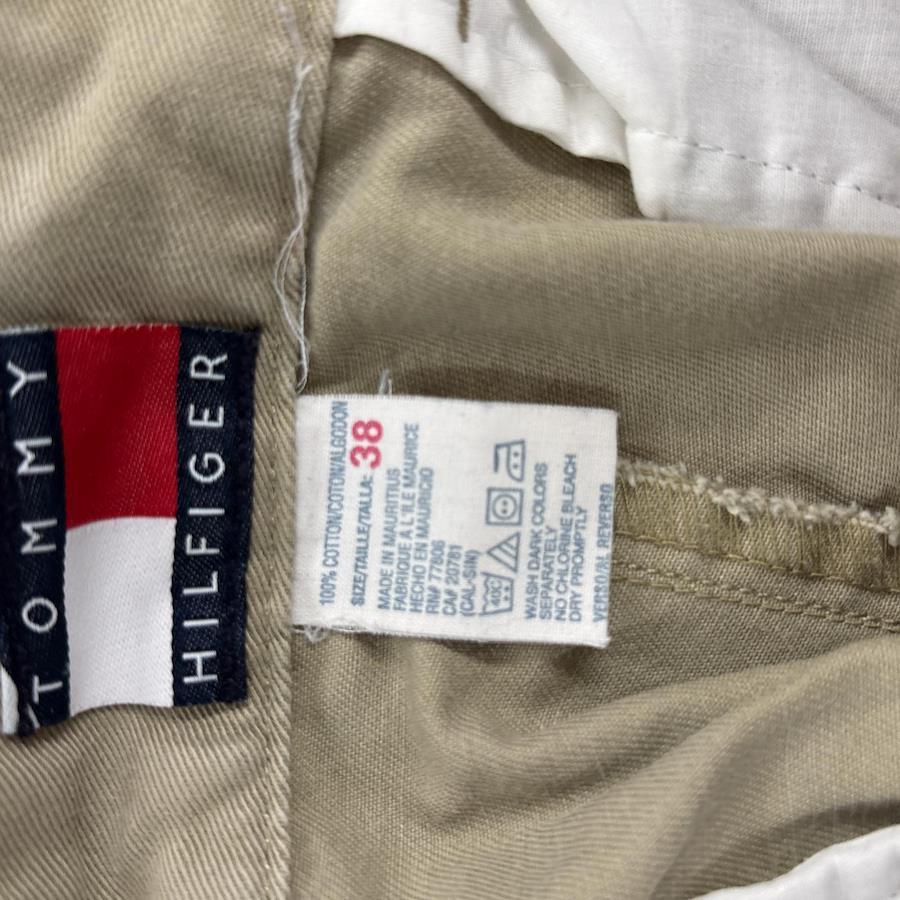 TOMMY
HILFIGER
100% COTTON/COTON/ALGODON
SIZE/TAILLE/TALLA: 38
MADE IN MAURITIUS
FABRIQUE A L'ILE MAURICE
HECHO EN MAURICIO
RN# 77806
CA# 20781
(CAL-SIN)
WASH DARK COLORS
SEPARATELY
NO CHLORINE BLEACH
DRY PROMPTLY
VERSO/AL REVERSO